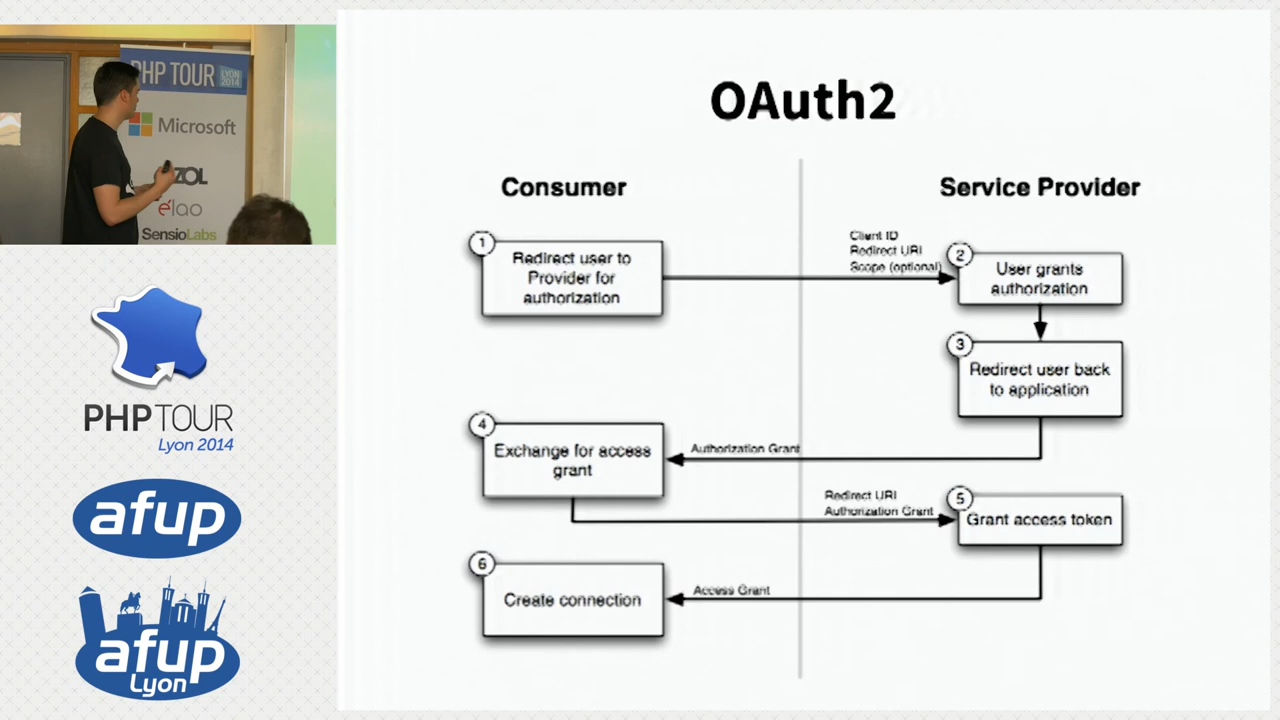 PHP TOUR
LYON 2014
Microsoft
élao
SensioLabs
PHP TOUR
Lyon 2014
afup
afup
Lyon
OAuth2
Consumer
Service Provider
1
Redirect user to
Provider for
authorization
Client ID
Redirect URI
Scope (optional)
2
User grants
authorization
3
Redirect user back
to application
4
Exchange for access
grant
Authorization Grant
Redirect URI
Authorization Grant
5
Grant access token
6
Create connection
Access Grant